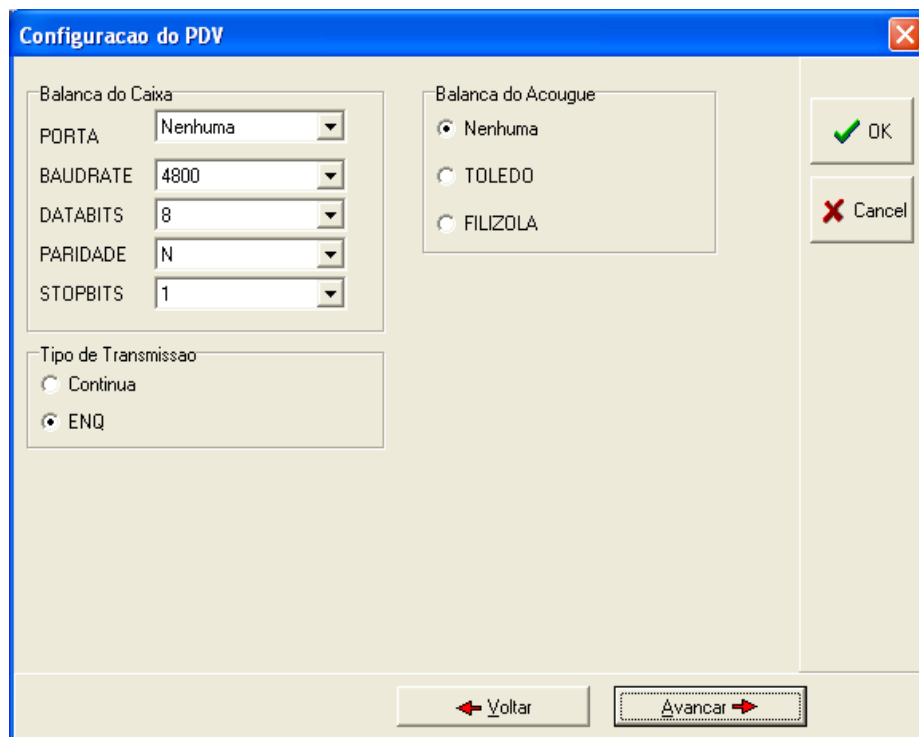 Configuracao do PDV
Balanca do Caixa
PORTA Nenhuma
BAUDRATE 4800
DATABITS 8
PARIDADE N
STOPBITS 1
Tipo de Transmissao
Continua
ENQ
Balanca do Acougue
Nenhuma
TOLEDO
FILIZOLA
OK
Cancel
Voltar
Avancar